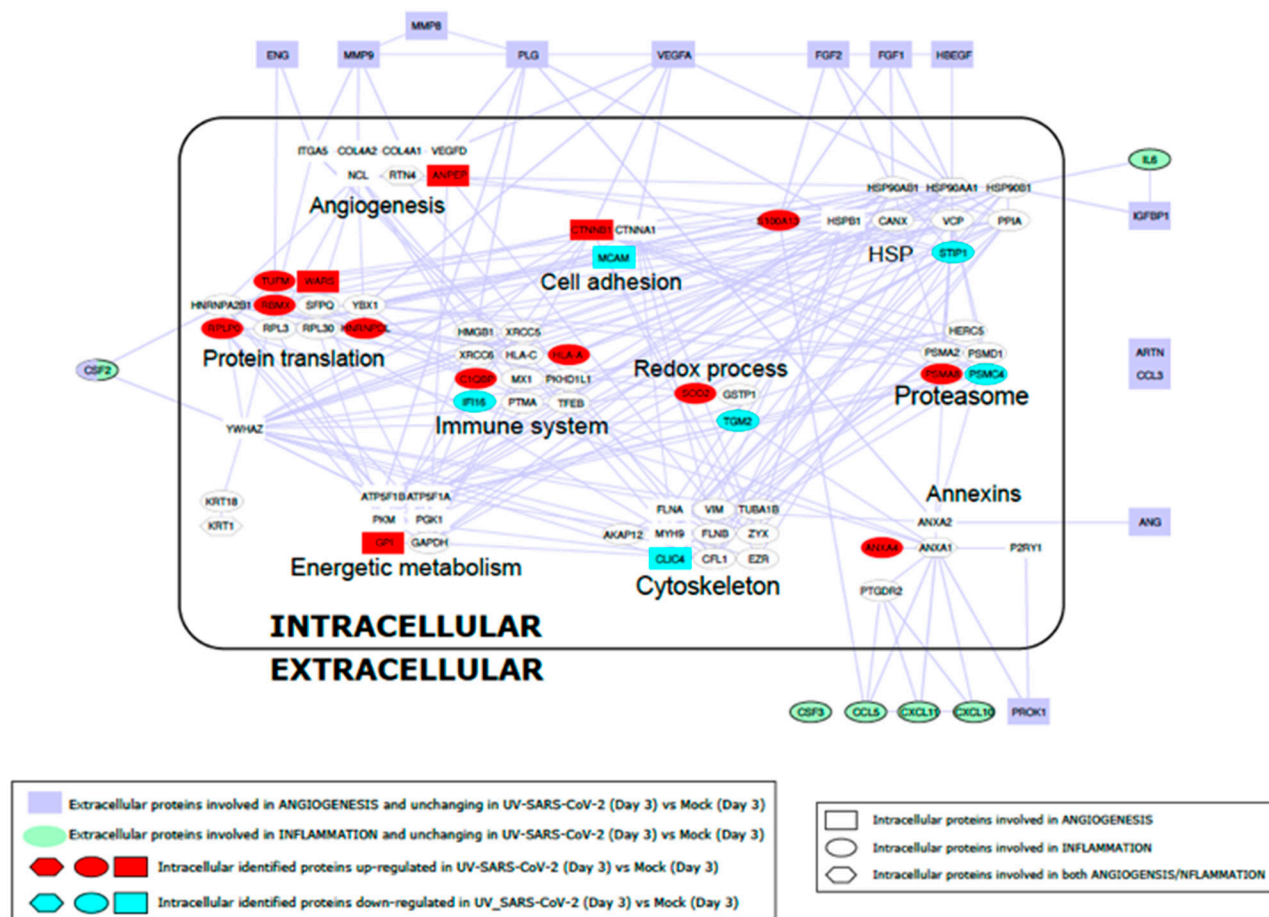 MMP8
ENG MMP9 PLG VEGFA FGF2 FGF1 HBEGF
ITGA5 COL4A2 COL4A1 VEGFD
NCL RTN4 ANPEP
Angiogenesis
IL6
IGFBP1
HSP90AB1 HSP90AA1 HSP90B1
S100A13 HSPB1 CANX VCP PPIA
HSP STIP1
CTNNB1 CTNNA1
MCAM
Cell adhesion
TUFM WARS
HNRNPA2B1 RBMX SFPQ YBX1
RPLP0 RPL3 RPL30 HNRNPDL
Protein translation
CSF2
HMGB1 XRCC5
XRCC6 HLA-C HLA-A
C1QBP MX1 PKHD1L1
IFI16 PTMA TFEB
Immune system
Redox process
SOD2 GSTP1
TGM2
HERC5
PSMA2 PSMD1
PSMA8 PSMC4
Proteasome
ARTN
CCL3
YWHAZ
KRT18
KRT1
ATP5F1B ATP5F1A
PKM PGK1
GPI GAPDH
Energetic metabolism
FLNA VIM TUBA1B
AKAP12 MYH9 FLNB ZYX
CLIC4 CFL1 EZR
Cytoskeleton
Annexins
ANXA2
ANXA4 ANXA1 P2RY1
PTGDR2
ANG
INTRACELLULAR
EXTRACELLULAR
CSF3 CCL5 CXCL11 CXCL10 PROK1
Extracellular proteins involved in ANGIOGENESIS and unchanging in UV-SARS-CoV-2 (Day 3) vs Mock (Day 3)
Extracellular proteins involved in INFLAMMATION and unchanging in UV-SARS-CoV-2 (Day 3) vs Mock (Day 3)
Intracellular identified proteins up-regulated in UV-SARS-CoV-2 (Day 3) vs Mock (Day 3)
Intracellular identified proteins down-regulated in UV_SARS-CoV-2 (Day 3) vs Mock (Day 3)
Intracellular proteins involved in ANGIOGENESIS
Intracellular proteins involved in INFLAMMATION
Intracellular proteins involved in both ANGIOGENSIS/NFLAMMATION